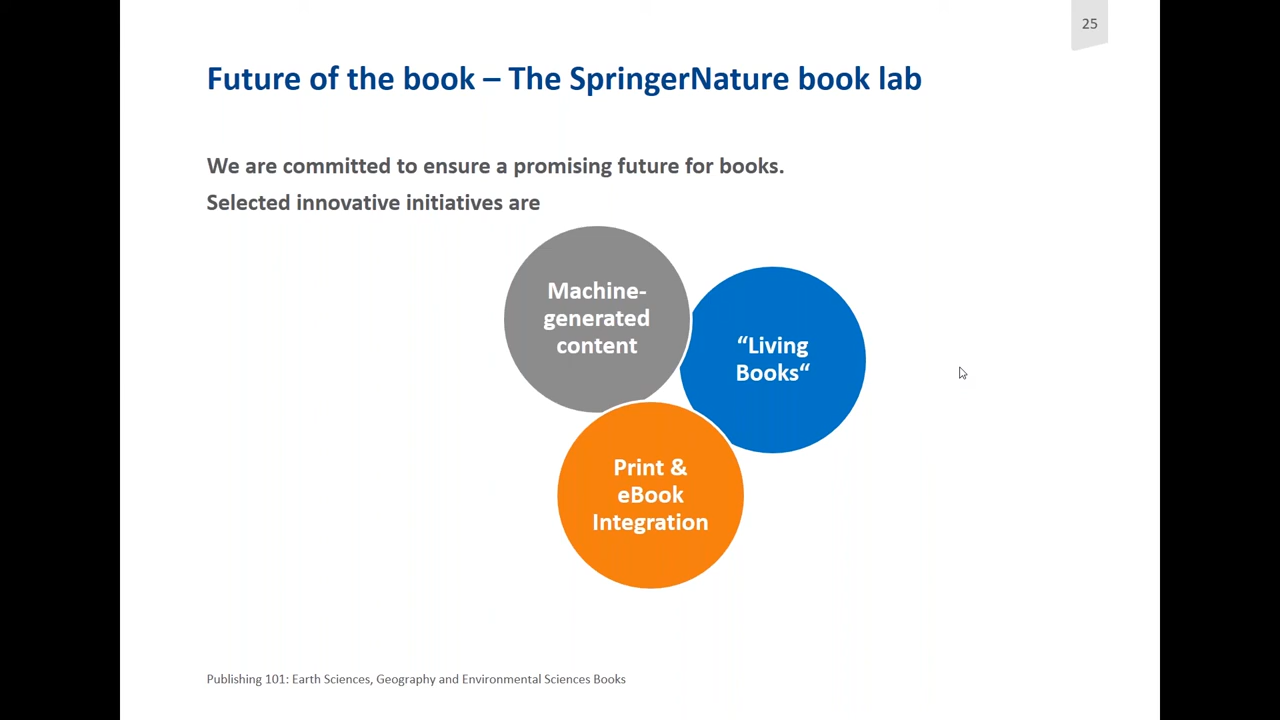 25
Future of the book – The SpringerNature book lab
We are committed to ensure a promising future for books.
Selected innovative initiatives are
Machine-
generated
content
“Living
Books“
Print &
eBook
Integration
Publishing 101: Earth Sciences, Geography and Environmental Sciences Books